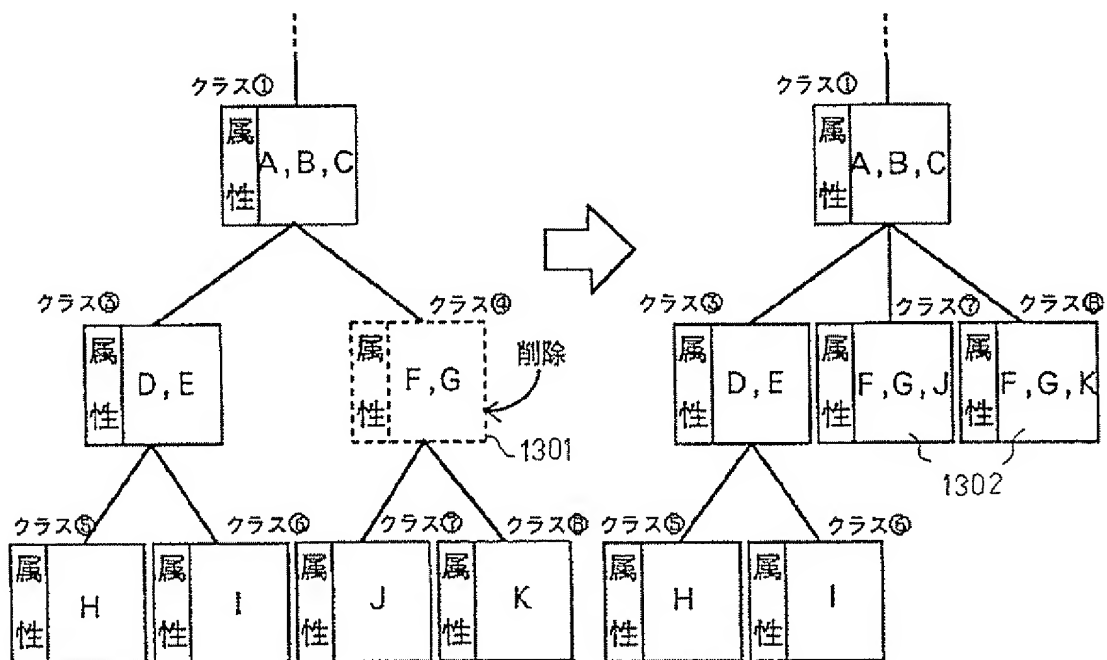 クラス① クラス①
属性 A,B,C 属性 A,B,C
クラス③ クラス④ クラス③ クラス⑦ クラス⑧
属性 D,E 属性 F,G 削除 属性 D,E 属性 F,G,J 属性 F,G,K
1301 1302
クラス⑤ クラス⑥ クラス⑦ クラス⑧ クラス⑤ クラス⑥
属性 H 属性 I 属性 J 属性 K 属性 H 属性 I